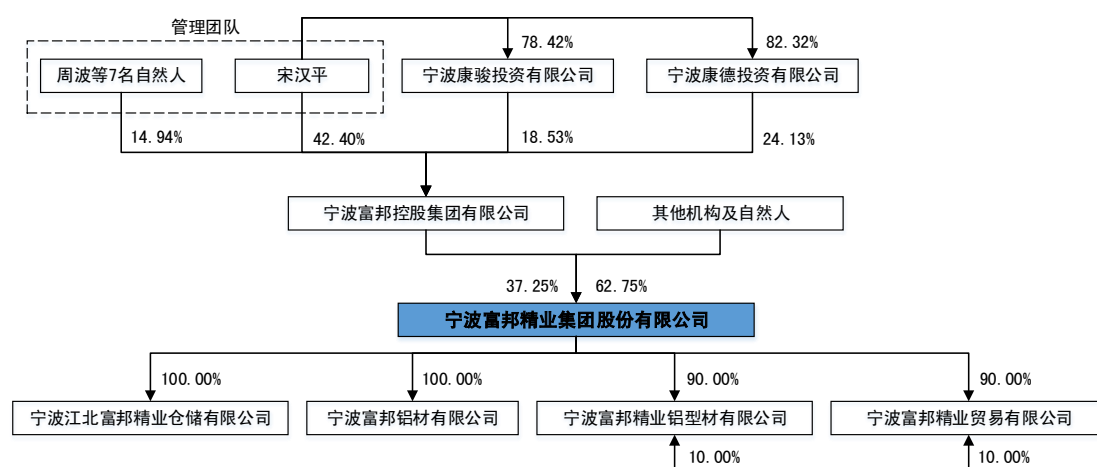 管理团队
78.42%
82.32%
周波等7名自然人
宋汉平
宁波康骏投资有限公司
宁波康德投资有限公司
14.94%
42.40%
18.53%
24.13%
宁波富邦控股集团有限公司
其他机构及自然人
37.25%
62.75%
宁波富邦精业集团股份有限公司
100.00%
100.00%
90.00%
90.00%
宁波江北富邦精业仓储有限公司
宁波富邦铝材有限公司
宁波富邦精业铝型材有限公司
宁波富邦精业贸易有限公司
10.00%
10.00%